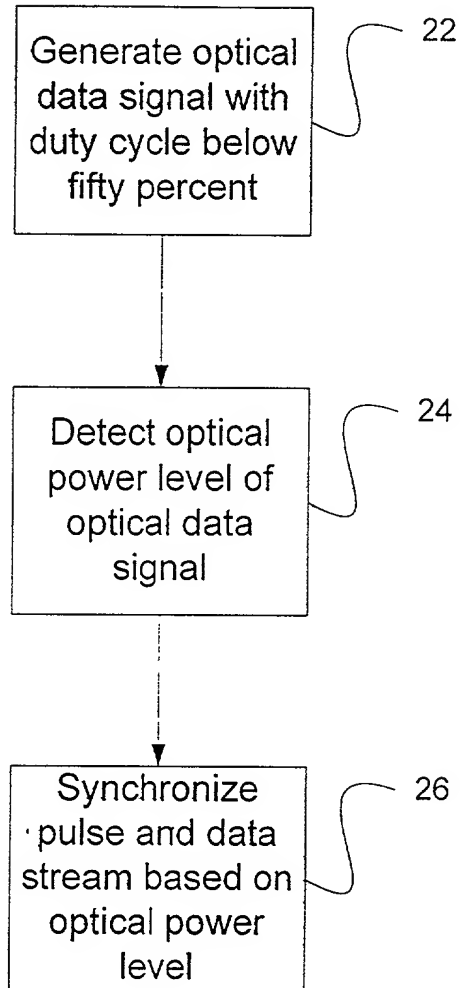 Generate optical
data signal with
duty cycle below
fifty percent
22
Detect optical
power level of
optical data
signal
24
Synchronize
pulse and data
stream based on
optical power
level
26